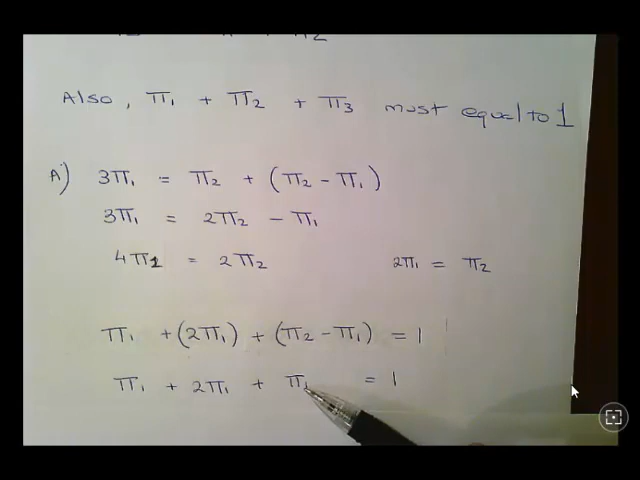 Also, π₁ + π₂ + π₃ must equal to 1
A) 3π₁ = π₂ + (π₂ - π₁)
3π₁ = 2π₂ - π₁
4π1 = 2π₂ 2π₁ = π₂
π₁ + (2π₁) + (π₂ - π₁) = 1
π₁ + 2π₁ + π₁ = 1